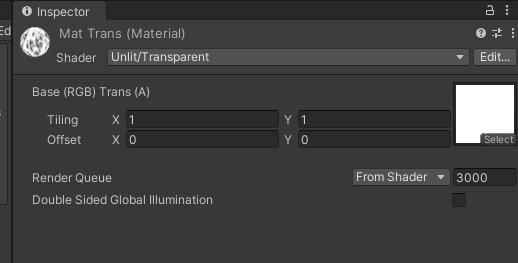 Inspector
Ed
Mat Trans (Material)
Shader Unlit/Transparent Edit...
Base (RGB) Trans (A)
Tiling X 1 Y 1
Offset X 0 Y 0
Select
Render Queue From Shader 3000
Double Sided Global Illumination